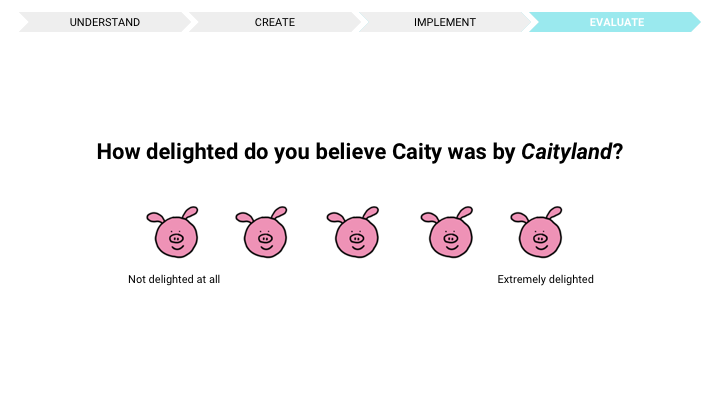 UNDERSTAND CREATE IMPLEMENT EVALUATE
How delighted do you believe Caity was by Caityland?
Not delighted at all Extremely delighted